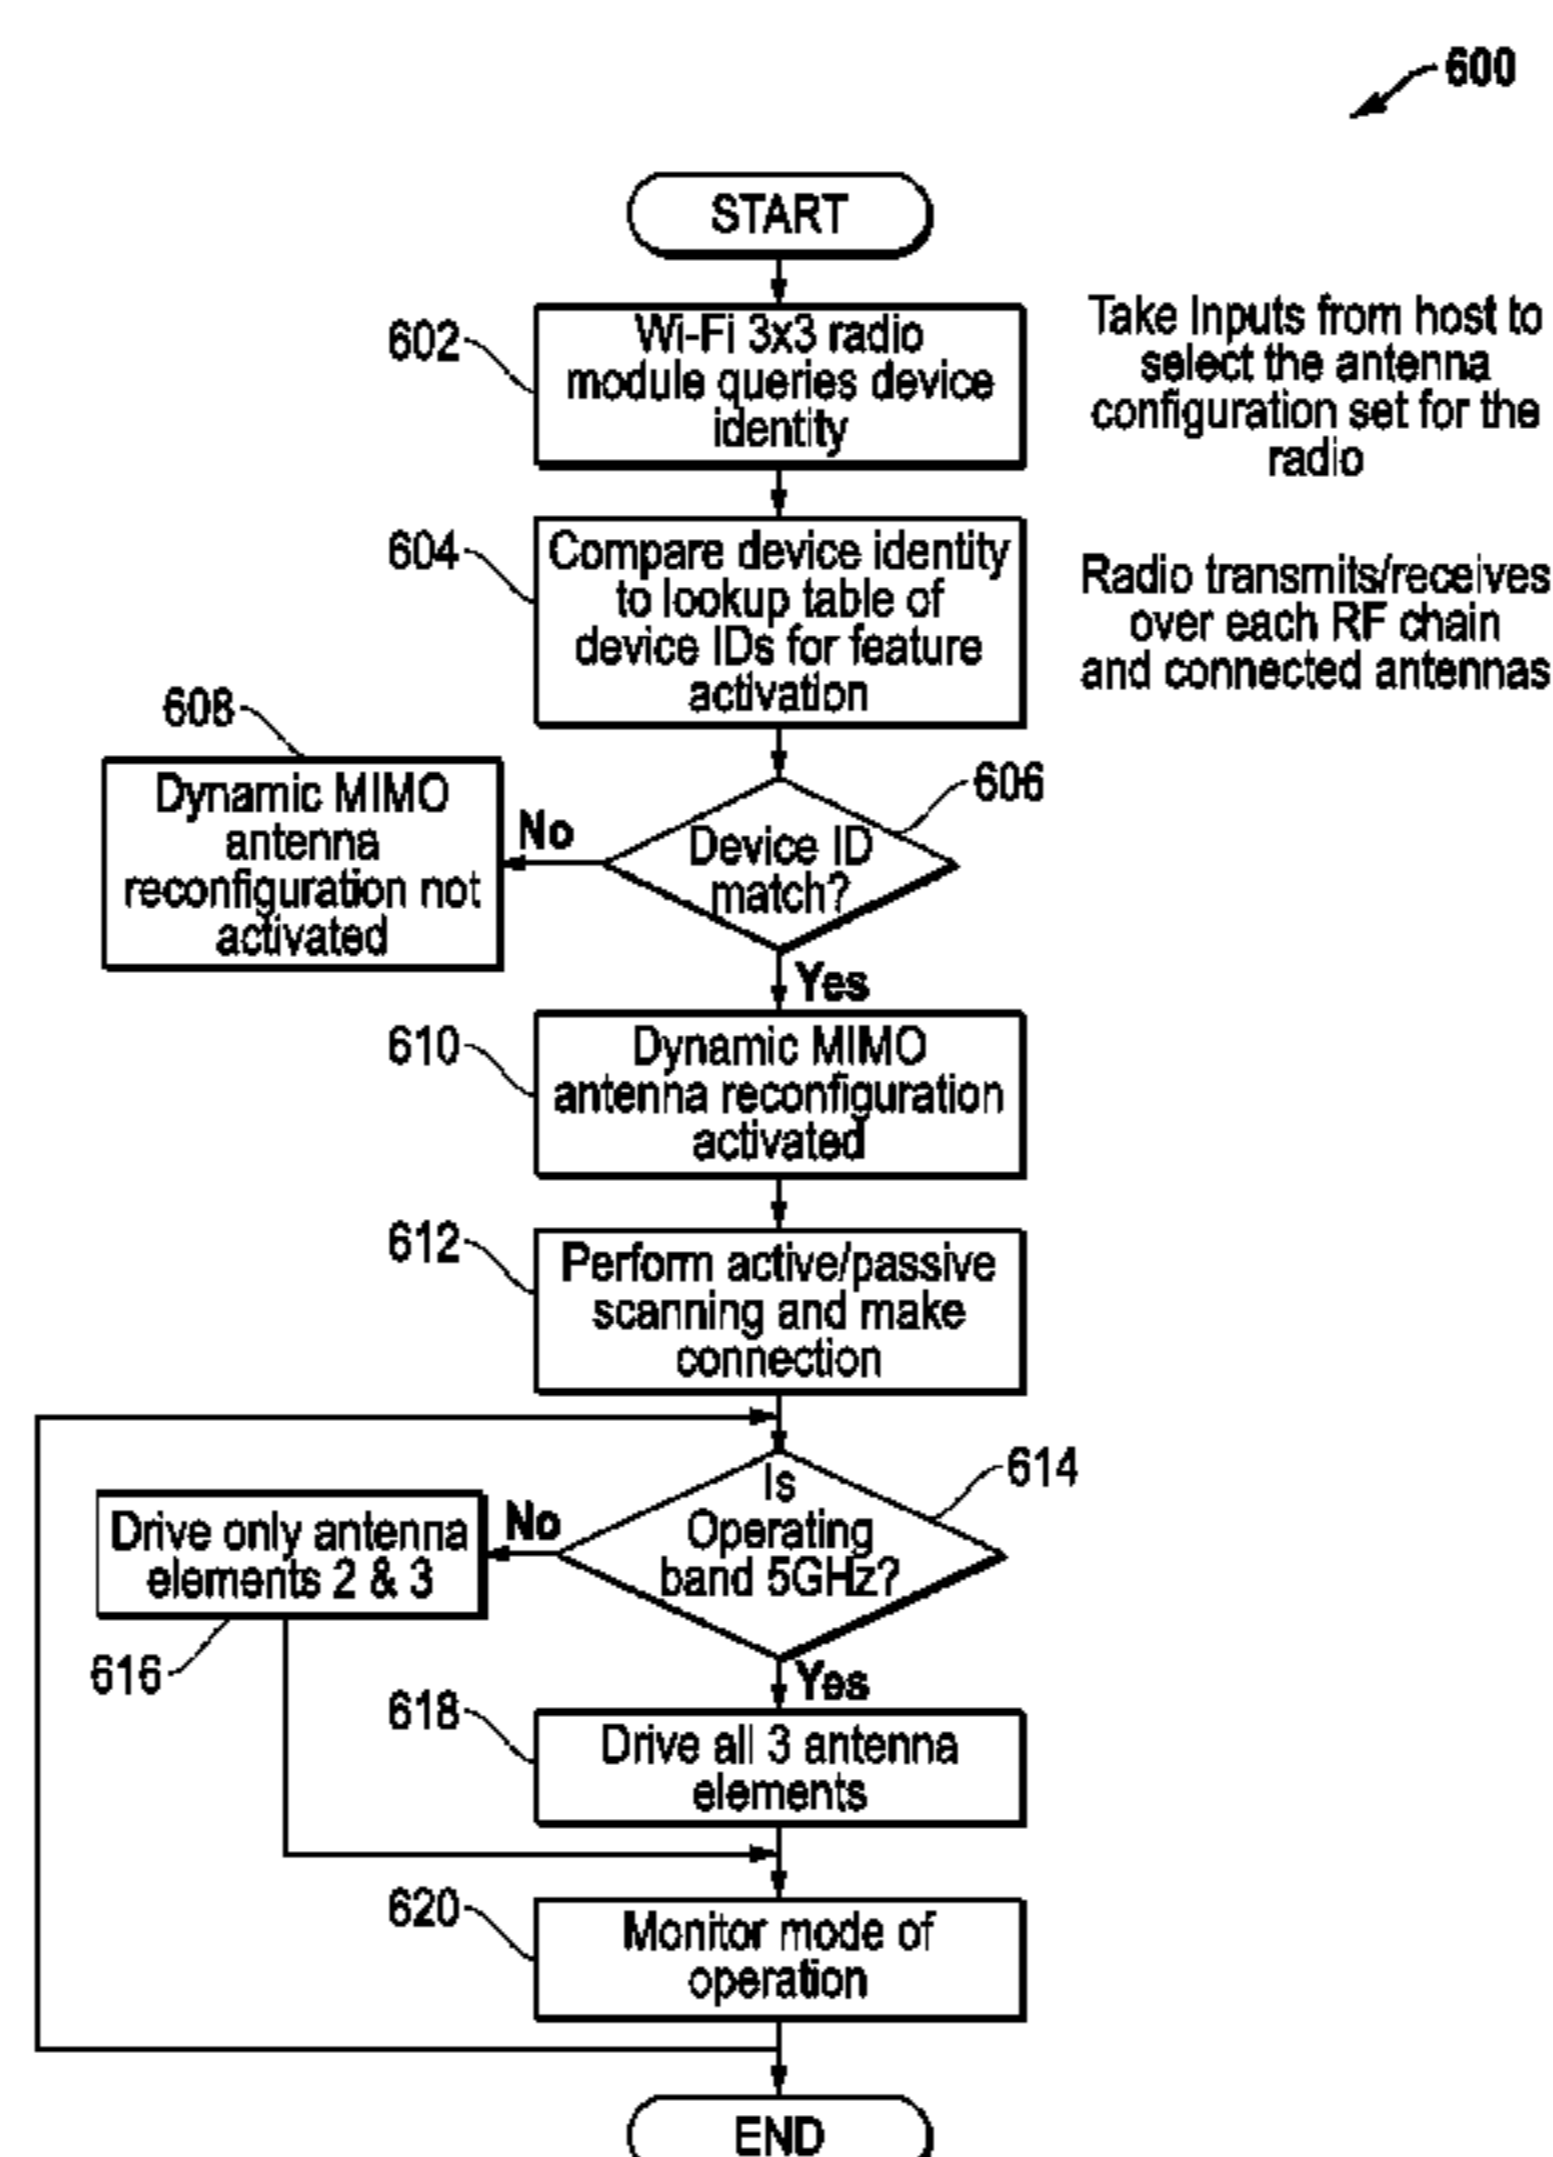 600
START
602
Wi-Fi 3x3 radio
module queries device
identity
Take Inputs from host to
select the antenna
configuration set for the
radio
604
Compare device identity
to lookup table of
device IDs for feature
activation
Radio transmits/receives
over each RF chain
and connected antennas
606
Device ID
match?
No
608
Dynamic MIMO
antenna
reconfiguration not
activated
Yes
610
Dynamic MIMO
antenna reconfiguration
activated
612
Perform active/passive
scanning and make
connection
614
Is
Operating
band 5GHz?
No
Drive only antenna
elements 2 & 3
616
Yes
618
Drive all 3 antenna
elements
620
Monitor mode of
operation
END